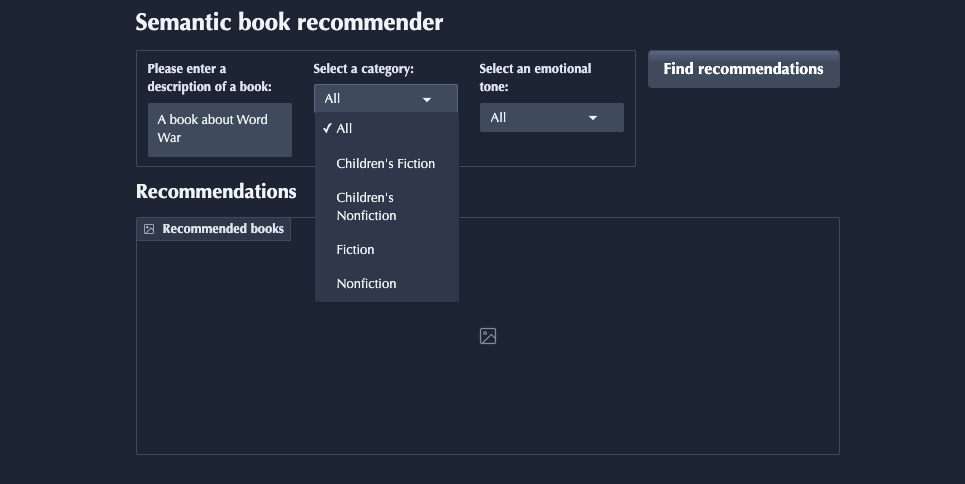 Semantic book recommender
Please enter a
description of a book:
A book about Word
War
Select a category:
All
✓ All
Children's Fiction
Children's
Nonfiction
Fiction
Nonfiction
Select an emotional
tone:
All
Find recommendations
Recommendations
Recommended books